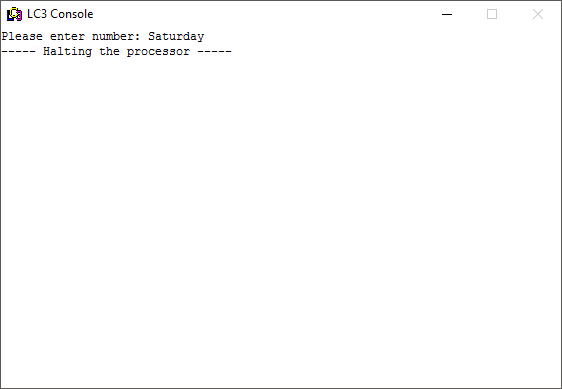 LC3 Console
Please enter number: Saturday
----- Halting the processor -----